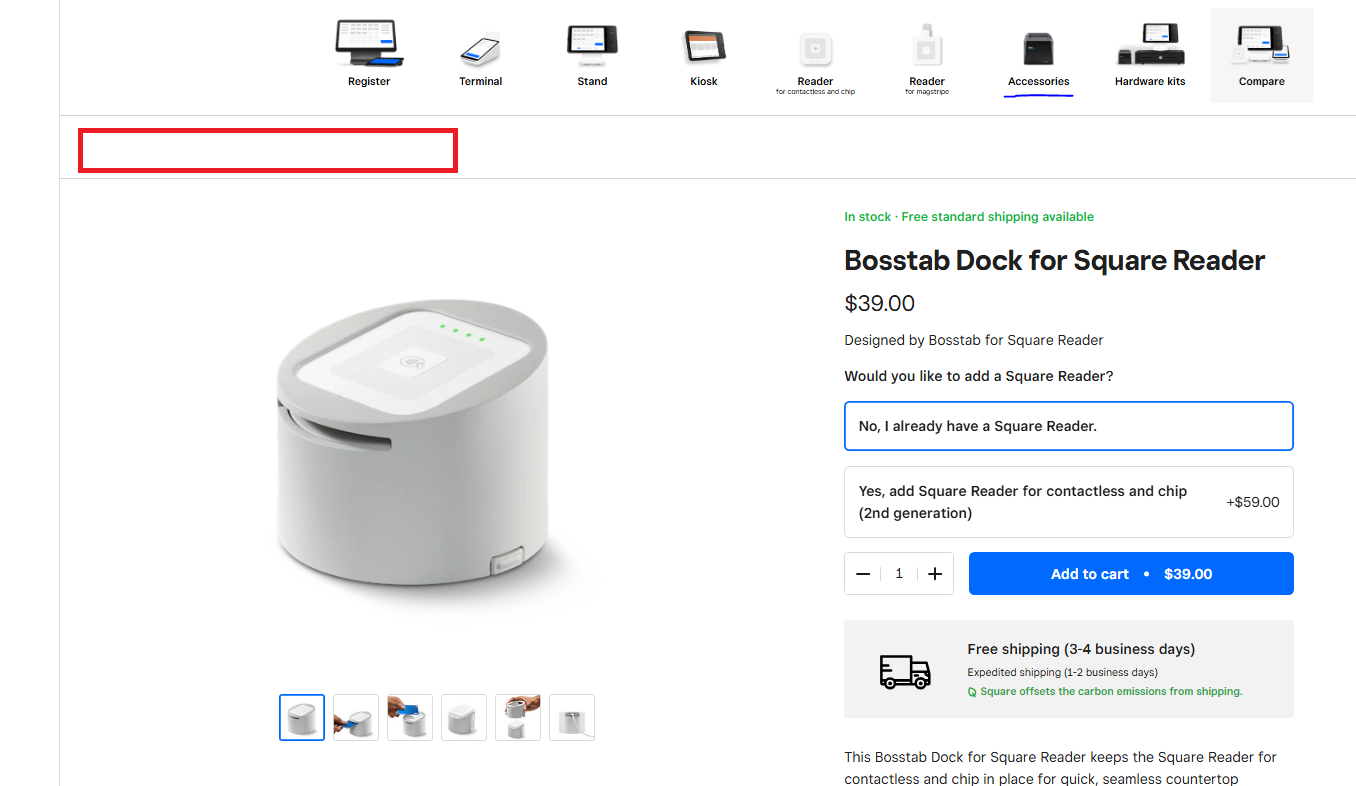 Register
Terminal
Stand
Kiosk
Reader
for contactless and chip
Reader
for magstripe
Accessories
Hardware kits
Compare
In stock · Free standard shipping available
Bosstab Dock for Square Reader
$39.00
Designed by Bosstab for Square Reader
Would you like to add a Square Reader?
No, I already have a Square Reader.
Yes, add Square Reader for contactless and chip
(2nd generation)
+$59.00
— 1 +
Add to cart • $39.00
Free shipping (3-4 business days)
Expedited shipping (1-2 business days)
Square offsets the carbon emissions from shipping.
This Bosstab Dock for Square Reader keeps the Square Reader for
contactless and chip in place for quick, seamless countertop